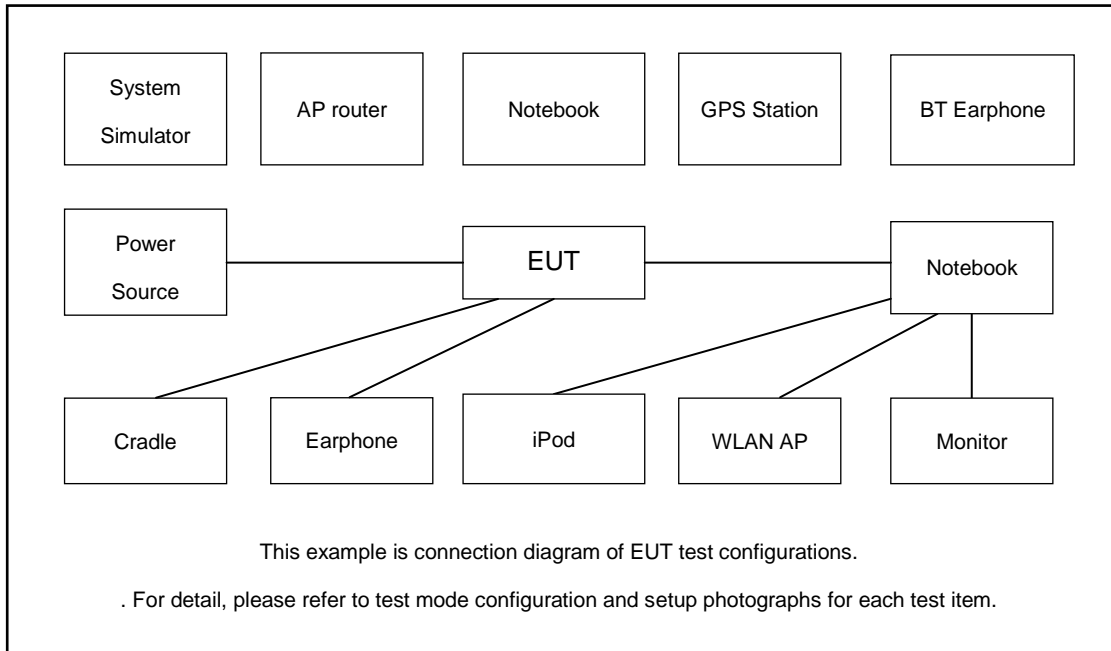 System
Simulator
AP router
Notebook
GPS Station
BT Earphone
Power
Source
EUT
Notebook
Cradle
Earphone
iPod
WLAN AP
Monitor
This example is connection diagram of EUT test configurations.
. For detail, please refer to test mode configuration and setup photographs for each test item.